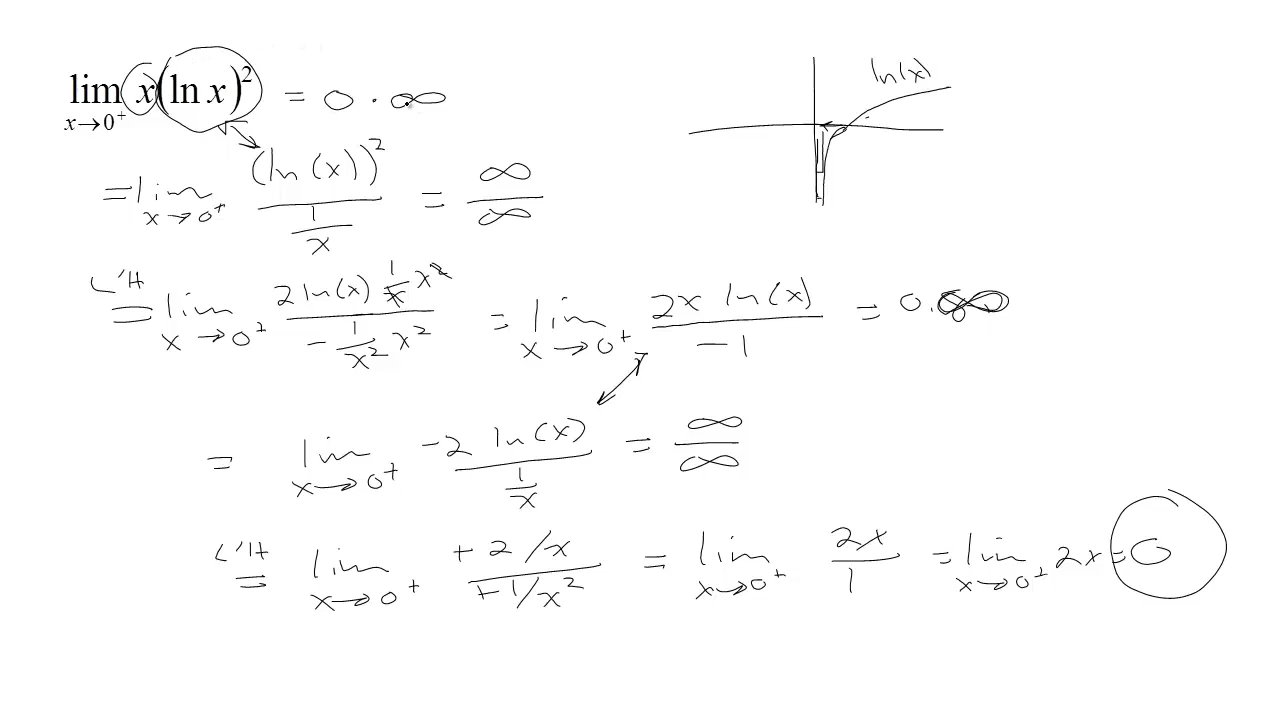 lim x→0⁺ x(ln x)² = 0 · ∞
ln(x)
= lim x→0⁺ (ln(x))² / (1/x) = ∞/∞
L'H = lim x→0⁺ (2 ln(x) 1/x x²) / (-1/x² x²) = lim x→0⁺ (2x ln(x)) / -1 = 0·∞
= lim x→0⁺ (-2 ln(x)) / (1/x) = ∞/∞
L'H = lim x→0⁺ (+2/x) / (+1/x²) = lim x→0⁺ 2x/1 = lim x→0⁺ 2x = 0